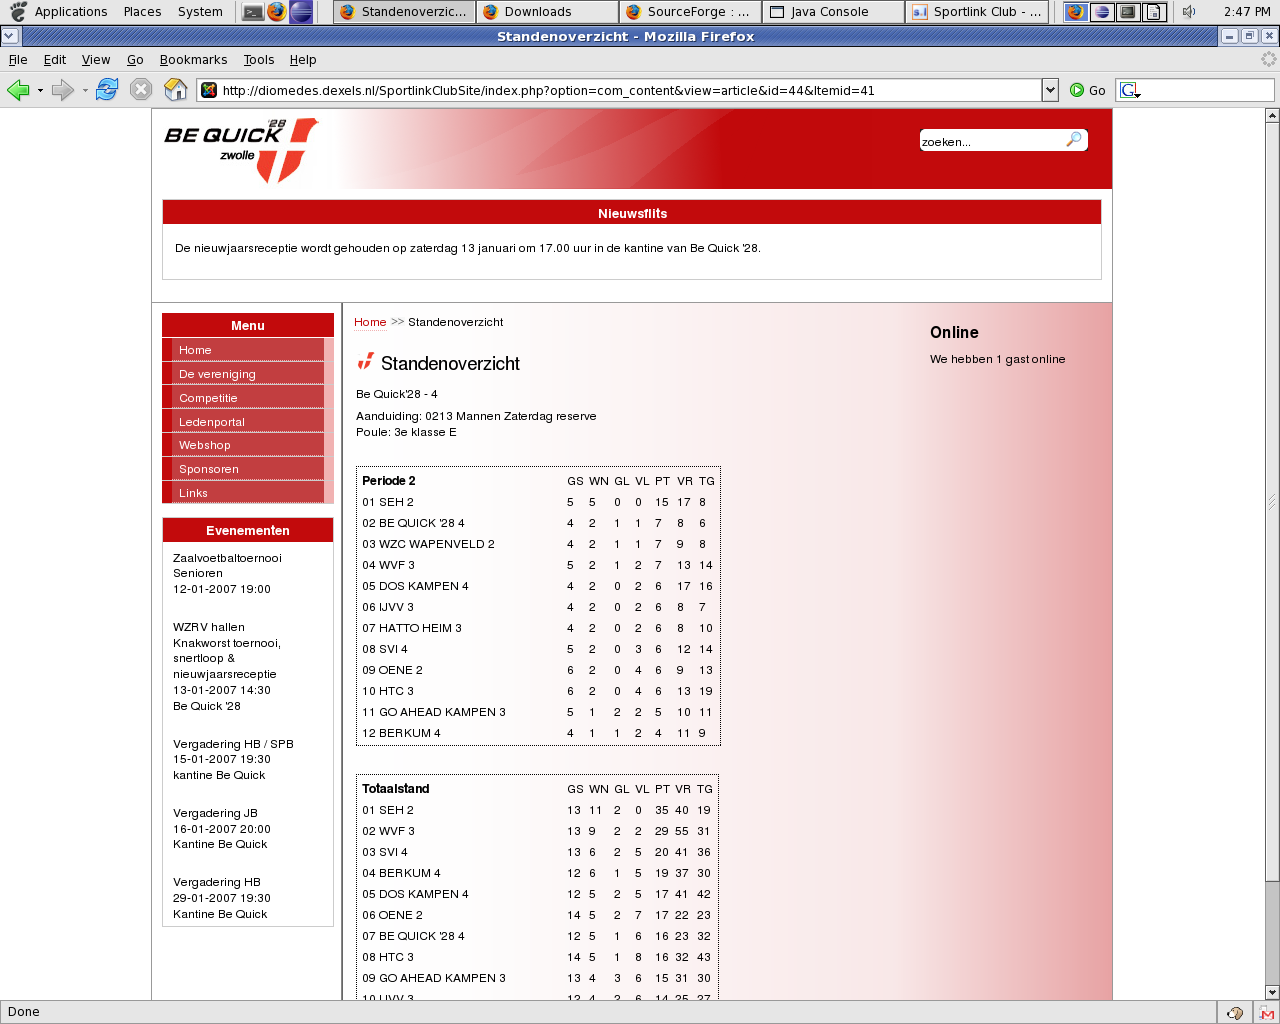 Applications Places System Standenoverzic... Downloads SourceForge : ... Java Console Sportlink Club - ... 2:47 PM
Standenoverzicht - Mozilla Firefox
File Edit View Go Bookmarks Tools Help
http://diomedes.dexels.nl/SportlinkClubSite/index.php?option=com_content&view=article&id=44&Itemid=41 Go G
BE QUICK '28
zwolle
zoeken...
Nieuwsflits
De nieuwjaarsreceptie wordt gehouden op zaterdag 13 januari om 17.00 uur in de kantine van Be Quick '28.
Menu
Home
De vereniging
Competitie
Ledenportal
Webshop
Sponsoren
Links
Evenementen
Zaalvoetbaltoernooi
Senioren
12-01-2007 19:00
WZRV hallen
Knakworst toernooi,
snertloop &
nieuwjaarsreceptie
13-01-2007 14:30
Be Quick '28
Vergadering HB / SPB
15-01-2007 19:30
kantine Be Quick
Vergadering JB
16-01-2007 20:00
Kantine Be Quick
Vergadering HB
29-01-2007 19:30
Kantine Be Quick
Home >> Standenoverzicht
Standenoverzicht
Be Quick'28 - 4
Aanduiding: 0213 Mannen Zaterdag reserve
Poule: 3e klasse E
Periode 2 GS WN GL VL PT VR TG
01 SEH 2 5 5 0 0 15 17 8
02 BE QUICK '28 4 4 2 1 1 7 8 6
03 WZC WAPENVELD 2 4 2 1 1 7 9 8
04 WVF 3 5 2 1 2 7 13 14
05 DOS KAMPEN 4 4 2 0 2 6 17 16
06 IJVV 3 4 2 0 2 6 8 7
07 HATTO HEIM 3 4 2 0 2 6 8 10
08 SVI 4 5 2 0 3 6 12 14
09 OENE 2 6 2 0 4 6 9 13
10 HTC 3 6 2 0 4 6 13 19
11 GO AHEAD KAMPEN 3 5 1 2 2 5 10 11
12 BERKUM 4 4 1 1 2 4 11 9
Totaalstand GS WN GL VL PT VR TG
01 SEH 2 13 11 2 0 35 40 19
02 WVF 3 13 9 2 2 29 55 31
03 SVI 4 13 6 2 5 20 41 36
04 BERKUM 4 12 6 1 5 19 37 30
05 DOS KAMPEN 4 12 5 2 5 17 41 42
06 OENE 2 14 5 2 7 17 22 23
07 BE QUICK '28 4 12 5 1 6 16 23 32
08 HTC 3 14 5 1 8 16 32 43
09 GO AHEAD KAMPEN 3 13 4 3 6 15 31 30
10 IJVV 3 12 4 2 6 14 25 27
Online
We hebben 1 gast online
Done